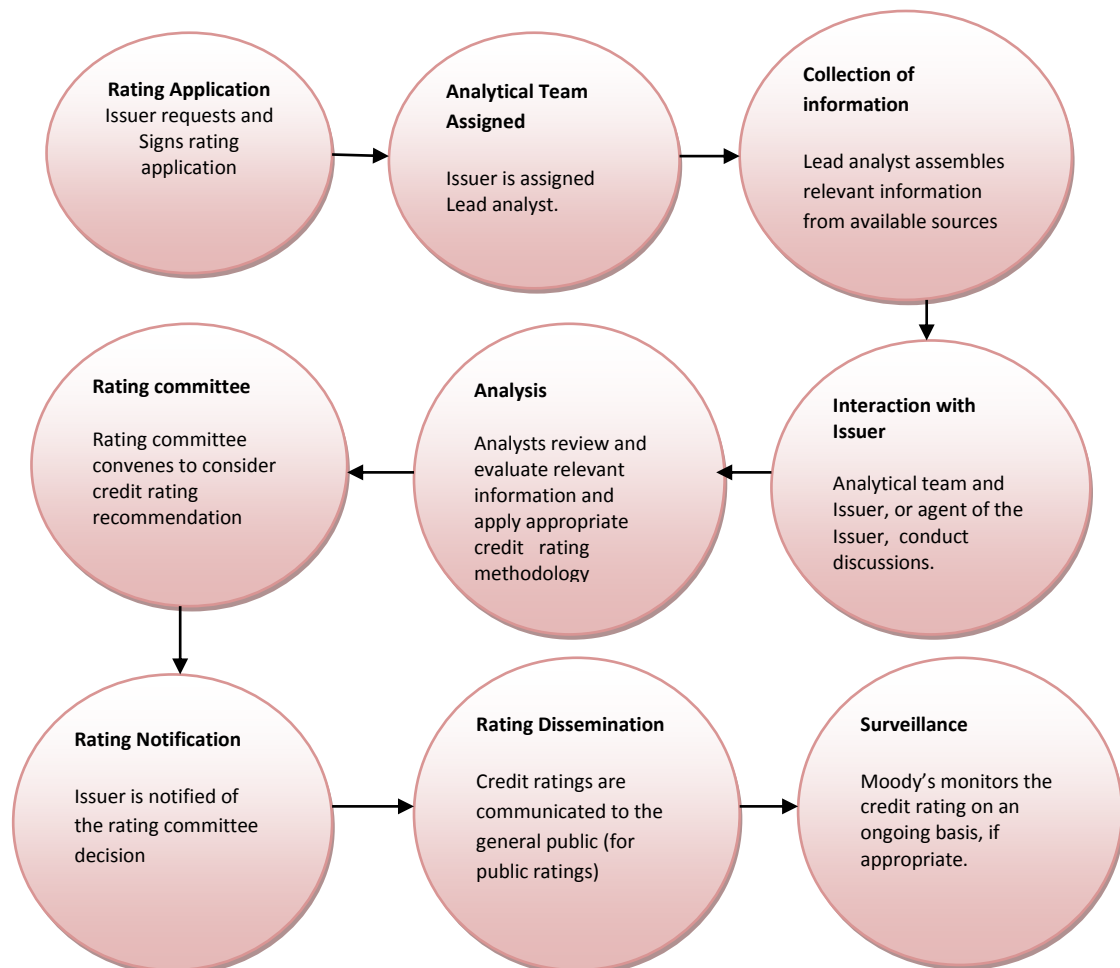 Rating Application
Issuer requests and
Signs rating
application
Analytical Team
Assigned
Issuer is assigned
Lead analyst.
Collection of
information
Lead analyst assembles
relevant information
from available sources
Interaction with
Issuer
Analytical team and
Issuer, or agent of the
Issuer, conduct
discussions.
Analysis
Analysts review and
evaluate relevant
information and
apply appropriate
credit rating
methodology
Rating committee
Rating committee
convenes to consider
credit rating
recommendation
Rating Notification
Issuer is notified of
the rating committee
decision
Rating Dissemination
Credit ratings are
communicated to the
general public (for
public ratings)
Surveillance
Moody’s monitors the
credit rating on an
ongoing basis, if
appropriate.